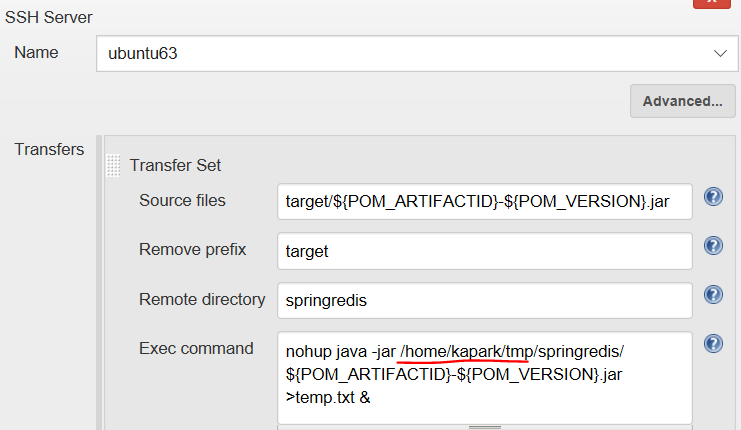 SSH Server
Name
ubuntu63
Advanced...
Transfers
Transfer Set
Source files
target/${POM_ARTIFACTID}-${POM_VERSION}.jar
Remove prefix
target
Remote directory
springredis
Exec command
nohup java -jar /home/kapark/tmp/springredis/
${POM_ARTIFACTID}-${POM_VERSION}.jar
>temp.txt &